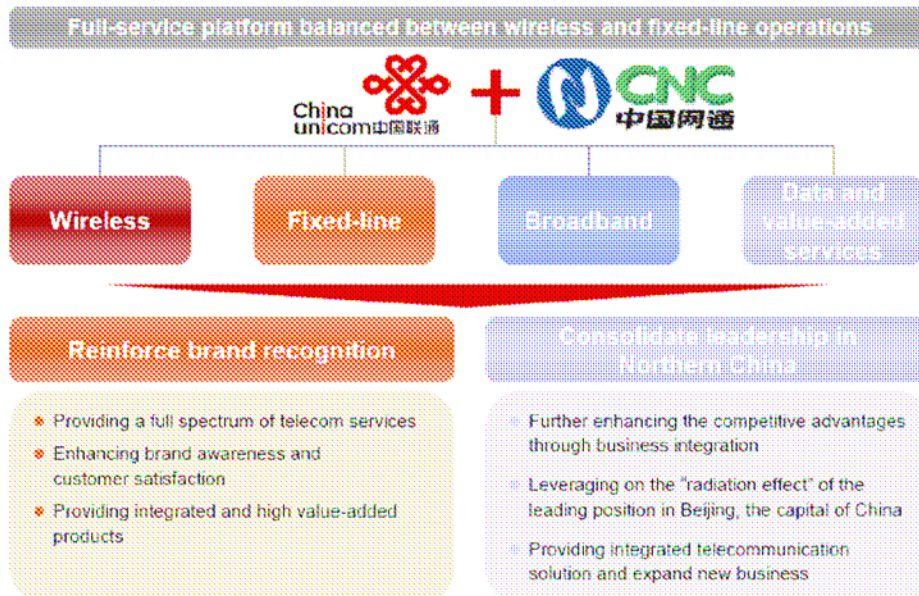 Full-service platform balanced between wireless and fixed-line operations
China
unicom中国联通
CNC
中国网通
Wireless
Fixed-line
Broadband
Data and
value-added
services
Reinforce brand recognition
Providing a full spectrum of telecom services
Enhancing brand awareness and
customer satisfaction
Providing integrated and high value-added
products
Consolidate leadership in
Northern China
Further enhancing the competitive advantages
through business integration
Leveraging on the “radiation effect” of the
leading position in Beijing, the capital of China
Providing integrated telecommunication
solution and expand new business